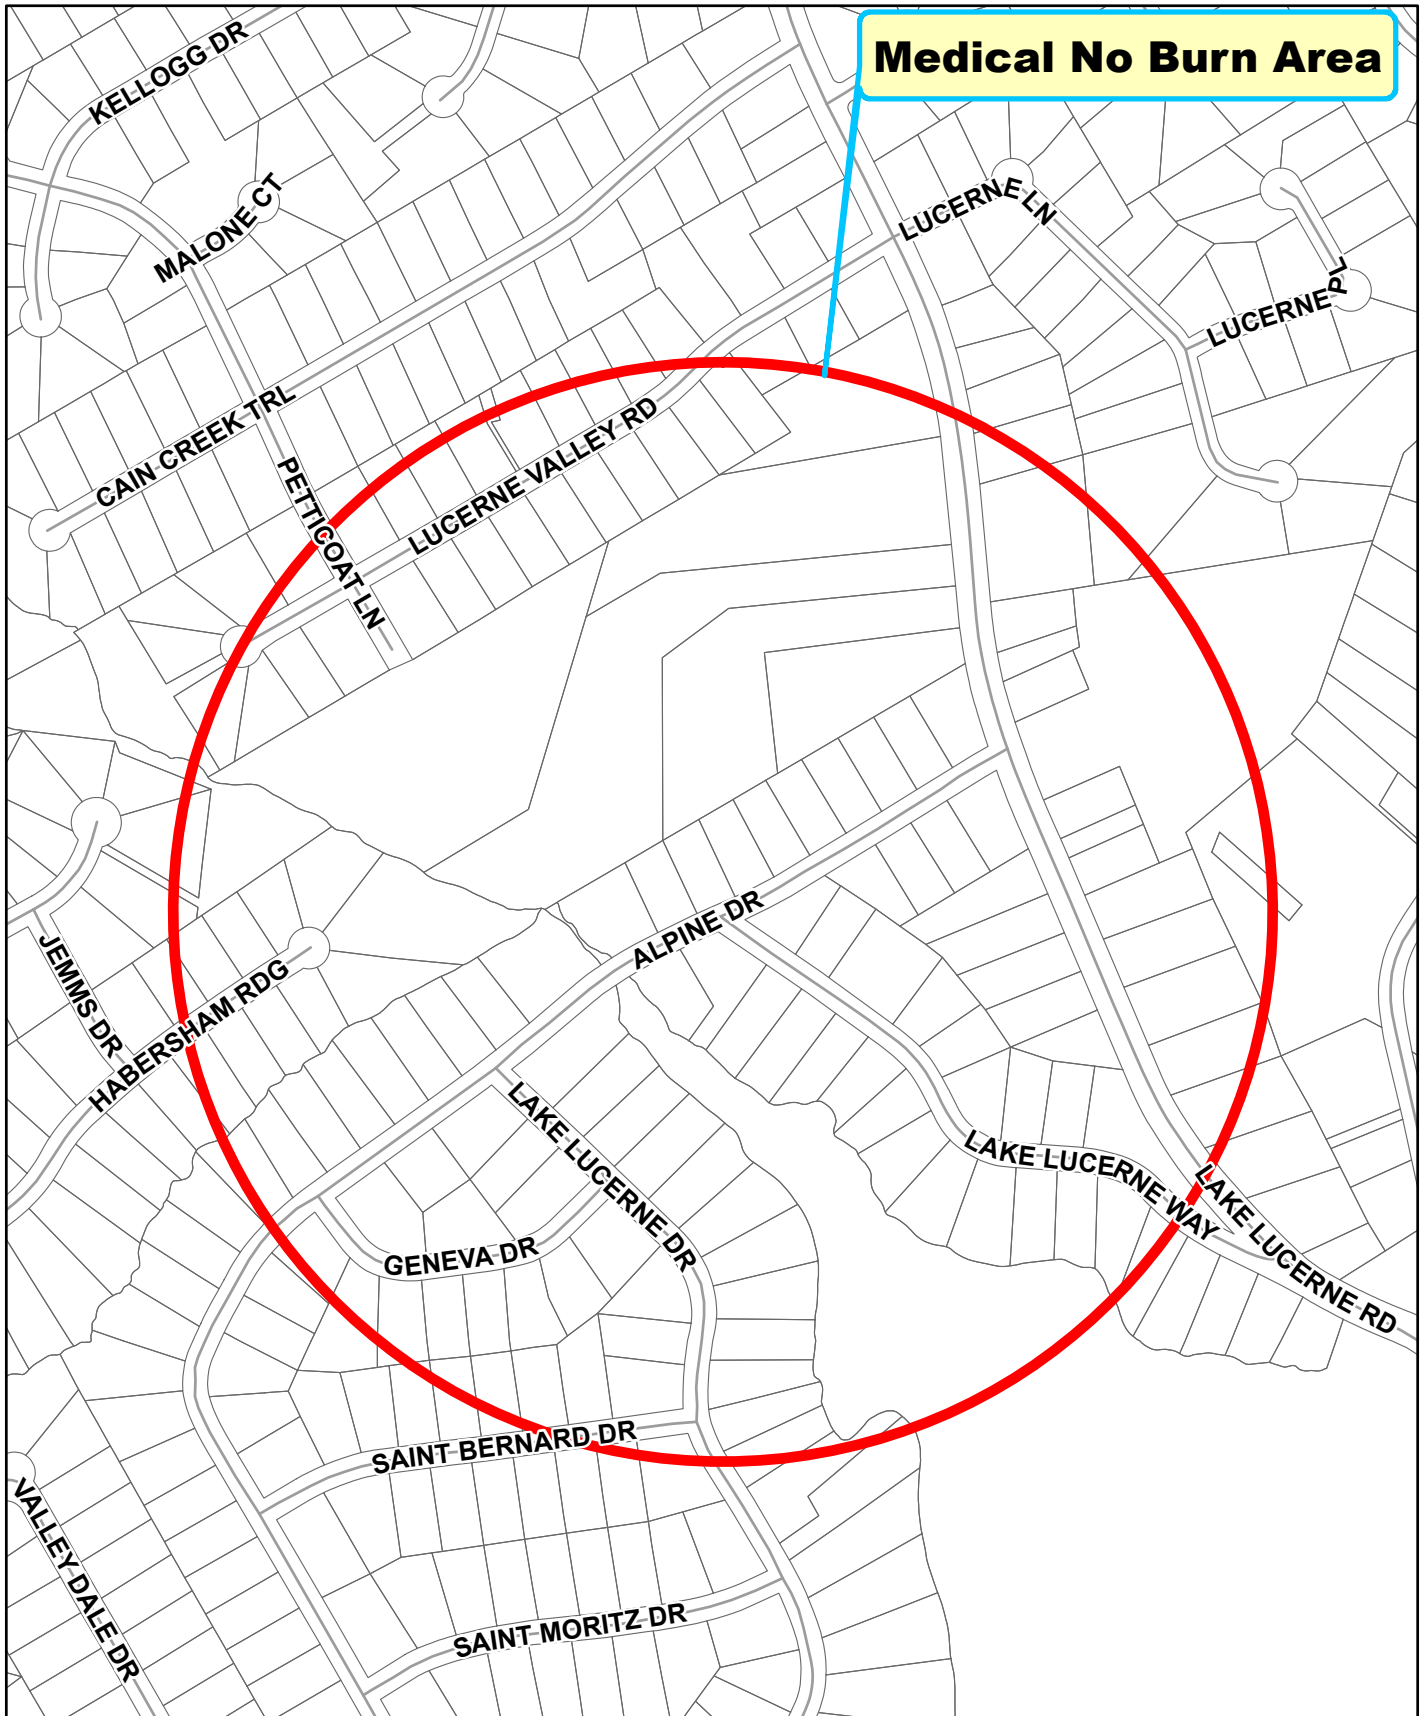 Medical No Burn Area
KELLOGG DR
MALONE CT
LUCERNE LN
LUCERNE PL
CAIN CREEK TRL
PETTICOAT LN
LUCERNE VALLEY RD
ALPINE DR
JEMMS DR
HABERSHAM RDG
LAKE LUCERNE DR
LAKE LUCERNE WAY
LAKE LUCERNE RD
GENEVA DR
SAINT BERNARD DR
VALLEY DALE DR
SAINT MORITZ DR